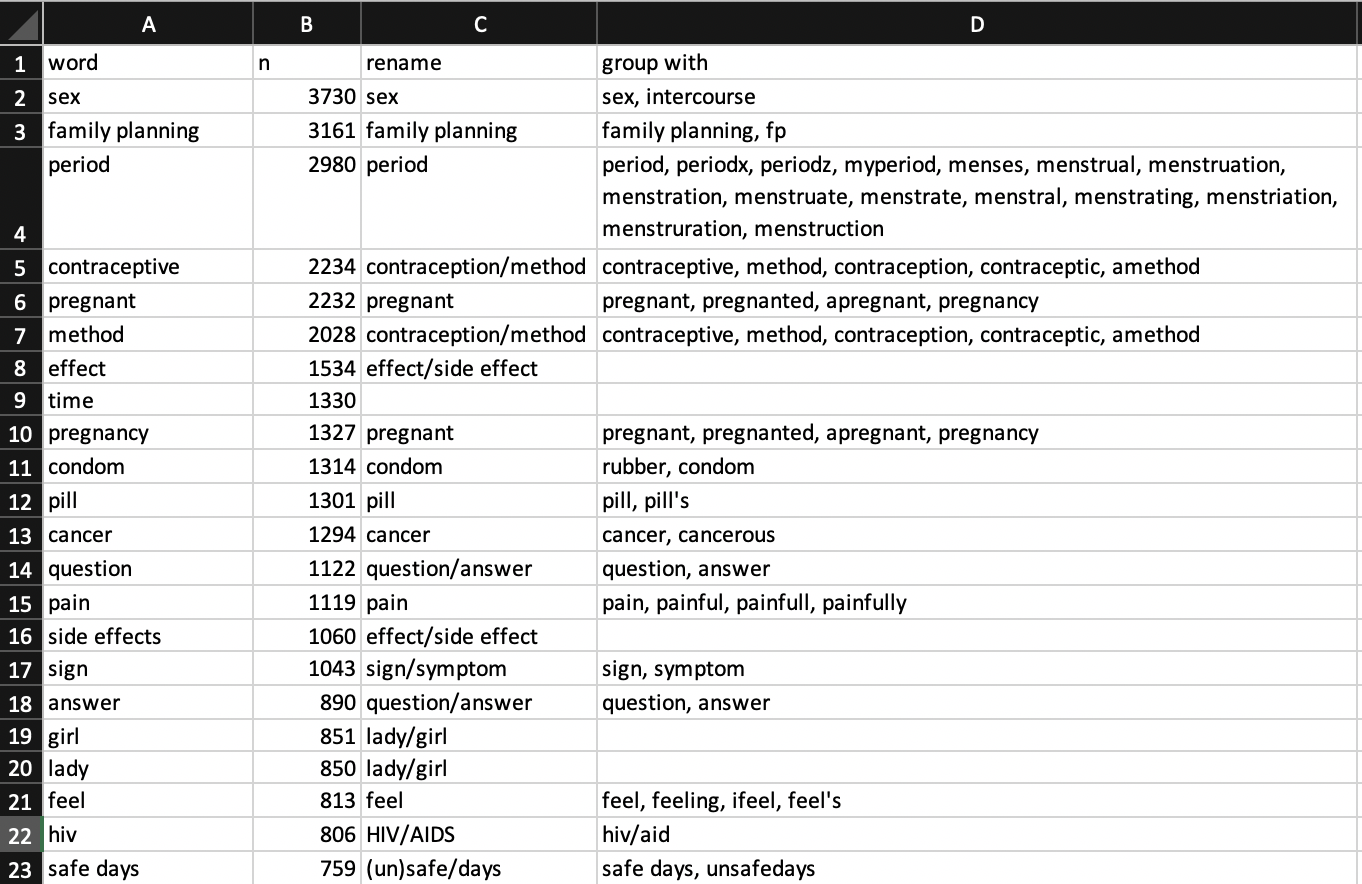 A B C D
1 word n rename group with
2 sex 3730 sex sex, intercourse
3 family planning 3161 family planning family planning, fp
4 period 2980 period period, periodx, periodz, myperiod, menses, menstrual, menstruation,
menstration, menstruate, menstrate, menstral, menstrating, menstriation,
menstruration, menstruction
5 contraceptive 2234 contraception/method contraceptive, method, contraception, contraceptic, amethod
6 pregnant 2232 pregnant pregnant, pregnanted, apregnant, pregnancy
7 method 2028 contraception/method contraceptive, method, contraception, contraceptic, amethod
8 effect 1534 effect/side effect
9 time 1330
10 pregnancy 1327 pregnant pregnant, pregnanted, apregnant, pregnancy
11 condom 1314 condom rubber, condom
12 pill 1301 pill pill, pill's
13 cancer 1294 cancer cancer, cancerous
14 question 1122 question/answer question, answer
15 pain 1119 pain pain, painful, painfull, painfully
16 side effects 1060 effect/side effect
17 sign 1043 sign/symptom sign, symptom
18 answer 890 question/answer question, answer
19 girl 851 lady/girl
20 lady 850 lady/girl
21 feel 813 feel feel, feeling, ifeel, feel's
22 hiv 806 HIV/AIDS hiv/aid
23 safe days 759 (un)safe/days safe days, unsafedays